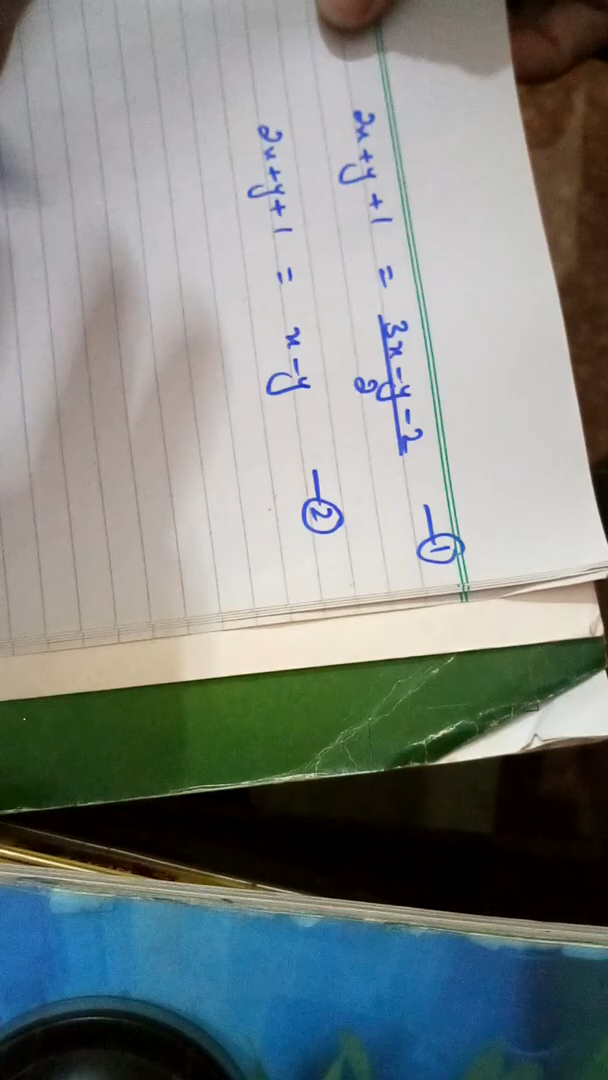 2x+y+1 = 3x-y-2/2 -①
2x+y+1 = x-y -②